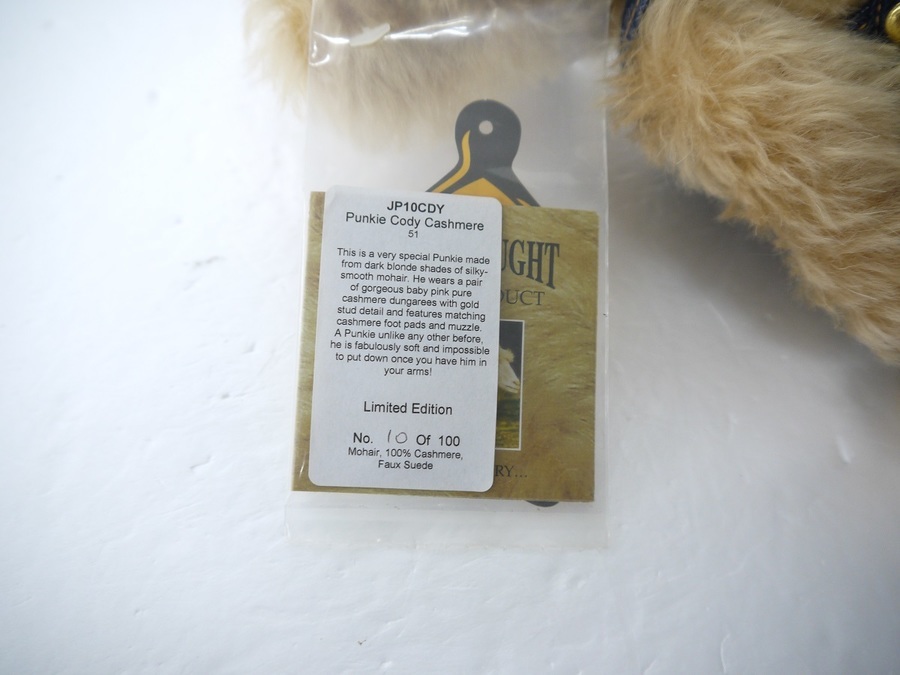 JP10CDY
Punkie Cody Cashmere
51
This is a very special Punkie made
from dark blonde shades of silky-
smooth mohair. He wears a pair
of gorgeous baby pink pure
cashmere dungarees with gold
stud detail and features matching
cashmere foot pads and muzzle.
A Punkie unlike any other before,
he is fabulously soft and impossible
to put down once you have him in
your arms!
Limited Edition
No. 10 Of 100
Mohair, 100% Cashmere,
Faux Suede